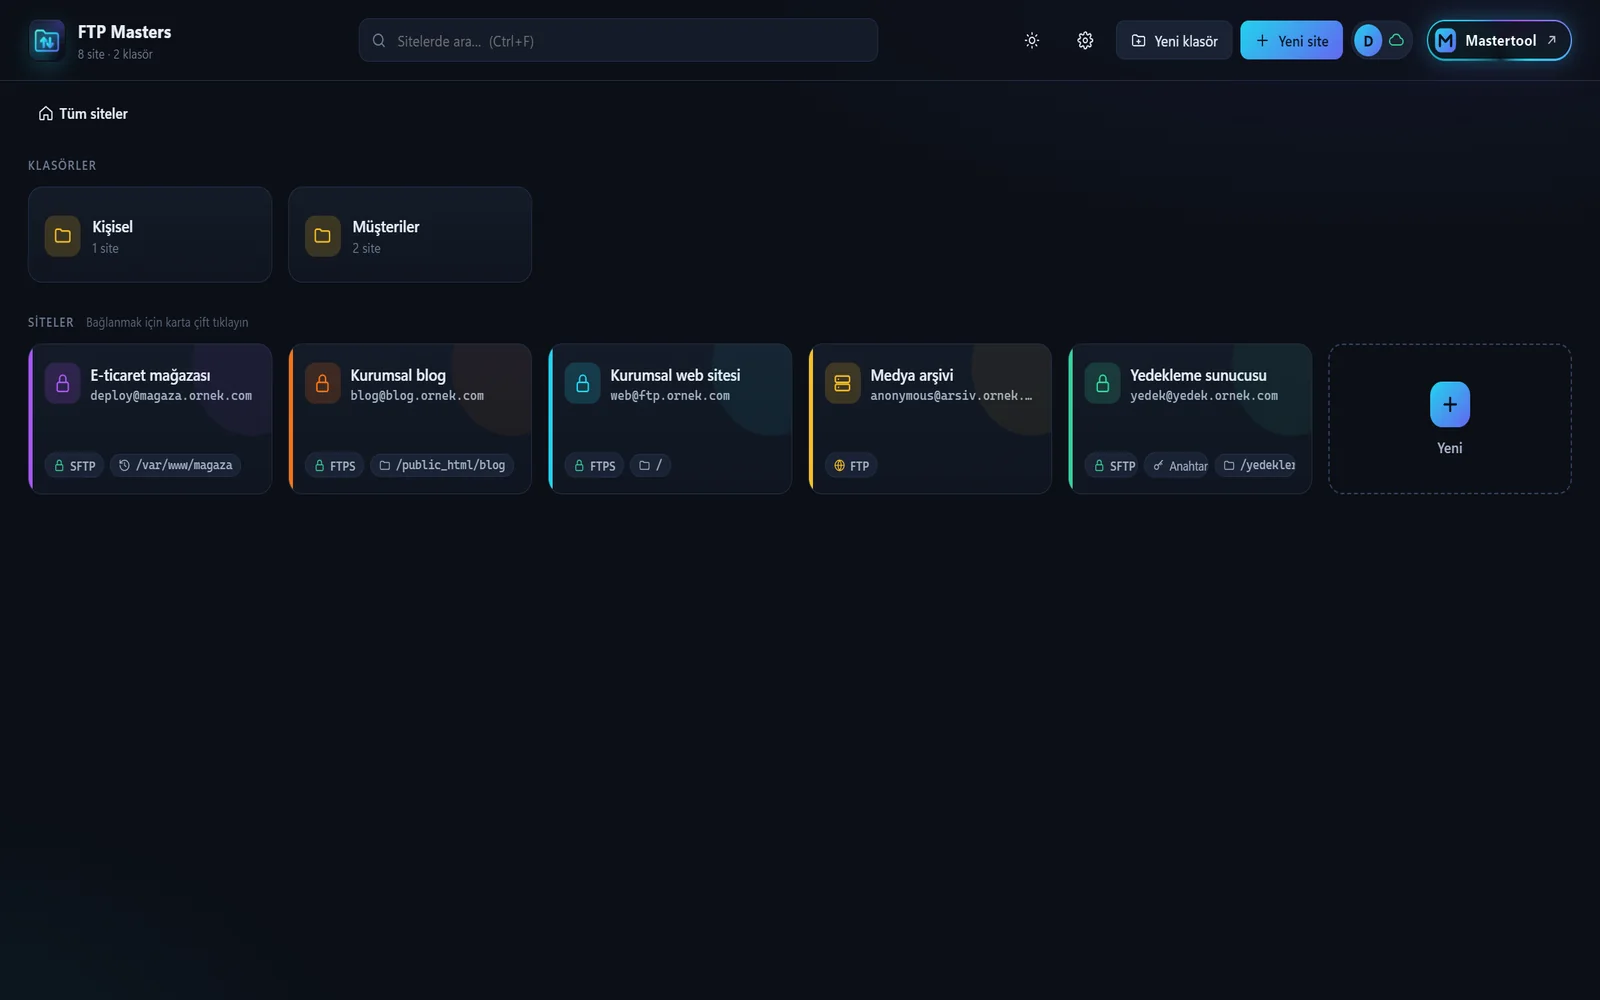 FTP Masters
8 site · 2 klasör
Sitelerde ara... (Ctrl+F)
Yeni klasör
Yeni site
D
Mastertool
Tüm siteler
KLASÖRLER
Kişisel
1 site
Müşteriler
2 site
SİTELER Bağlanmak için karta çift tıklayın
E-ticaret mağazası
deploy@magaza.ornek.com
SFTP /var/www/magaza
Kurumsal blog
blog@blog.ornek.com
FTPS /public_html/blog
Kurumsal web sitesi
web@ftp.ornek.com
FTPS /
Medya arşivi
anonymous@arsiv.ornek.…
FTP
Yedekleme sunucusu
yedek@yedek.ornek.com
SFTP Anahtar /yedekler
Yeni